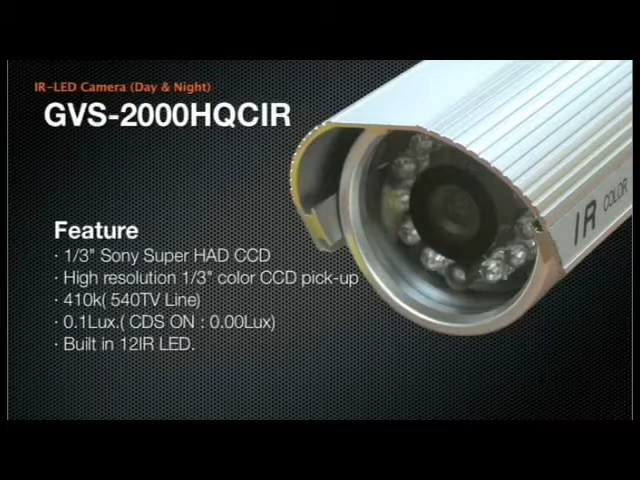 IR-LED Camera (Day & Night)
GVS-2000HQCIR
Feature
· 1/3" Sony Super HAD CCD
· High resolution 1/3" color CCD pick-up
· 410k( 540TV Line)
· 0.1Lux.( CDS ON : 0.00Lux)
· Built in 12IR LED.
IR COLOR